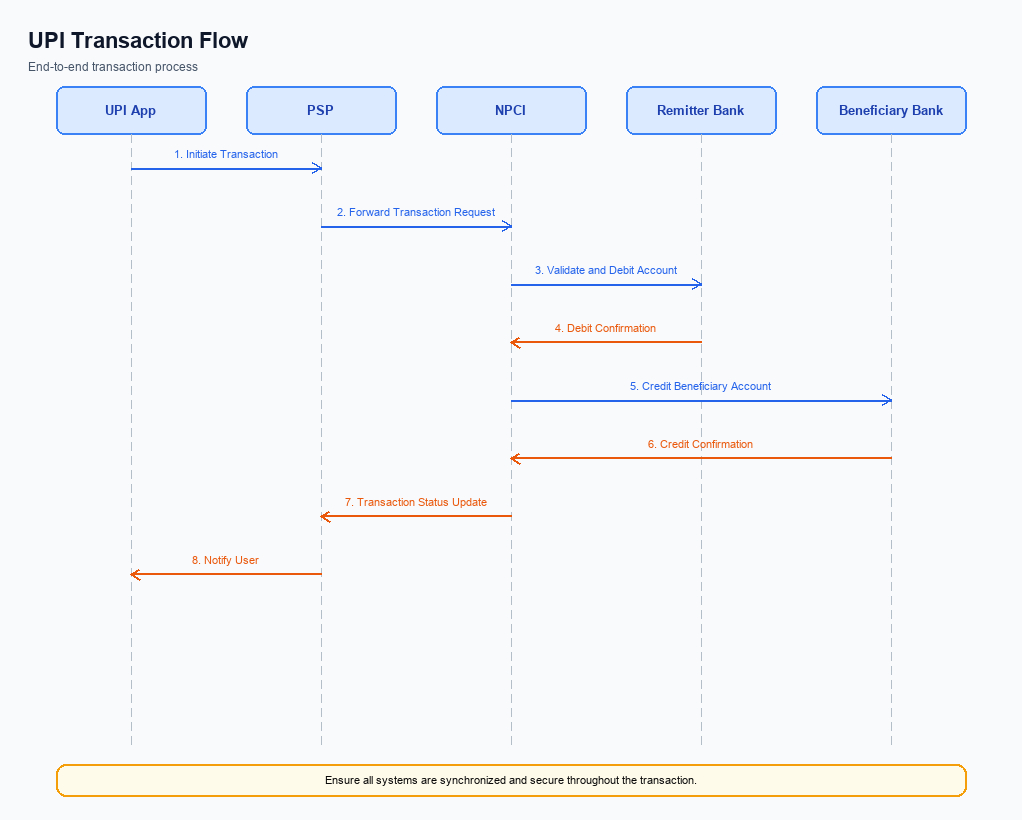 UPI Transaction Flow
End-to-end transaction process
UPI App
PSP
NPCI
Remitter Bank
Beneficiary Bank
1. Initiate Transaction
2. Forward Transaction Request
3. Validate and Debit Account
4. Debit Confirmation
5. Credit Beneficiary Account
6. Credit Confirmation
7. Transaction Status Update
8. Notify User
Ensure all systems are synchronized and secure throughout the transaction.